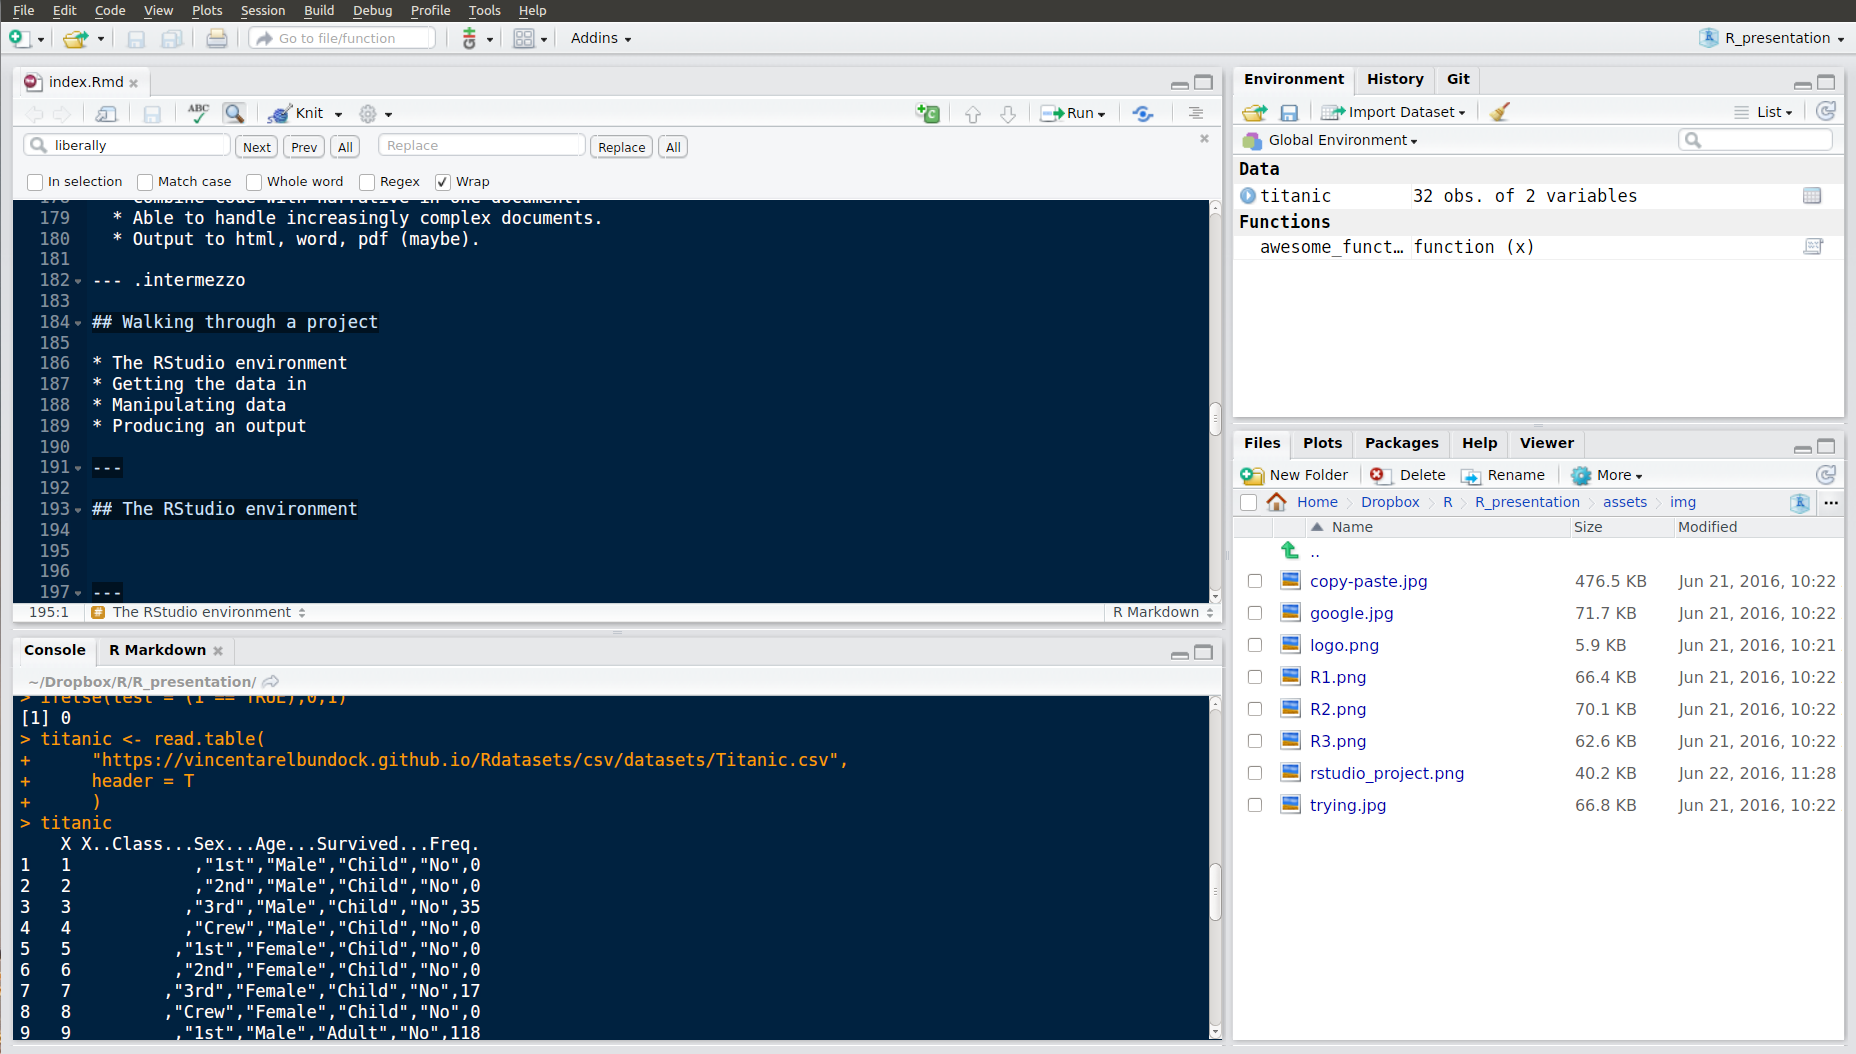 File Edit Code View Plots Session Build Debug Profile Tools Help
Go to file/function Addins R_presentation
index.Rmd
ABC Knit Run
liberally Next Prev All Replace Replace All
In selection Match case Whole word Regex Wrap
178 * Combine code with narrative in one document.
179 * Able to handle increasingly complex documents.
180 * Output to html, word, pdf (maybe).
181
182 --- .intermezzo
183
184 ## Walking through a project
185
186 * The RStudio environment
187 * Getting the data in
188 * Manipulating data
189 * Producing an output
190
191 ---
192
193 ## The RStudio environment
194
195
196
197 ---
195:1 # The RStudio environment R Markdown
Console R Markdown
~/Dropbox/R/R_presentation/
> ifelse(test = (1 == TRUE),0,1)
[1] 0
> titanic <- read.table(
+ "https://vincentarelbundock.github.io/Rdatasets/csv/datasets/Titanic.csv",
+ header = T
+ )
> titanic
X X..Class...Sex...Age...Survived...Freq.
1 1 ,"1st","Male","Child","No",0
2 2 ,"2nd","Male","Child","No",0
3 3 ,"3rd","Male","Child","No",35
4 4 ,"Crew","Male","Child","No",0
5 5 ,"1st","Female","Child","No",0
6 6 ,"2nd","Female","Child","No",0
7 7 ,"3rd","Female","Child","No",17
8 8 ,"Crew","Female","Child","No",0
9 9 ,"1st","Male","Adult","No",118
Environment History Git
Import Dataset List
Global Environment
Data
titanic 32 obs. of 2 variables
Functions
awesome_funct… function (x)
Files Plots Packages Help Viewer
New Folder Delete Rename More
Home Dropbox R R_presentation assets img R ...
Name Size Modified
..
copy-paste.jpg 476.5 KB Jun 21, 2016, 10:22
google.jpg 71.7 KB Jun 21, 2016, 10:22
logo.png 5.9 KB Jun 21, 2016, 10:21
R1.png 66.4 KB Jun 21, 2016, 10:22
R2.png 70.1 KB Jun 21, 2016, 10:22
R3.png 62.6 KB Jun 21, 2016, 10:22
rstudio_project.png 40.2 KB Jun 22, 2016, 11:28
trying.jpg 66.8 KB Jun 21, 2016, 10:22